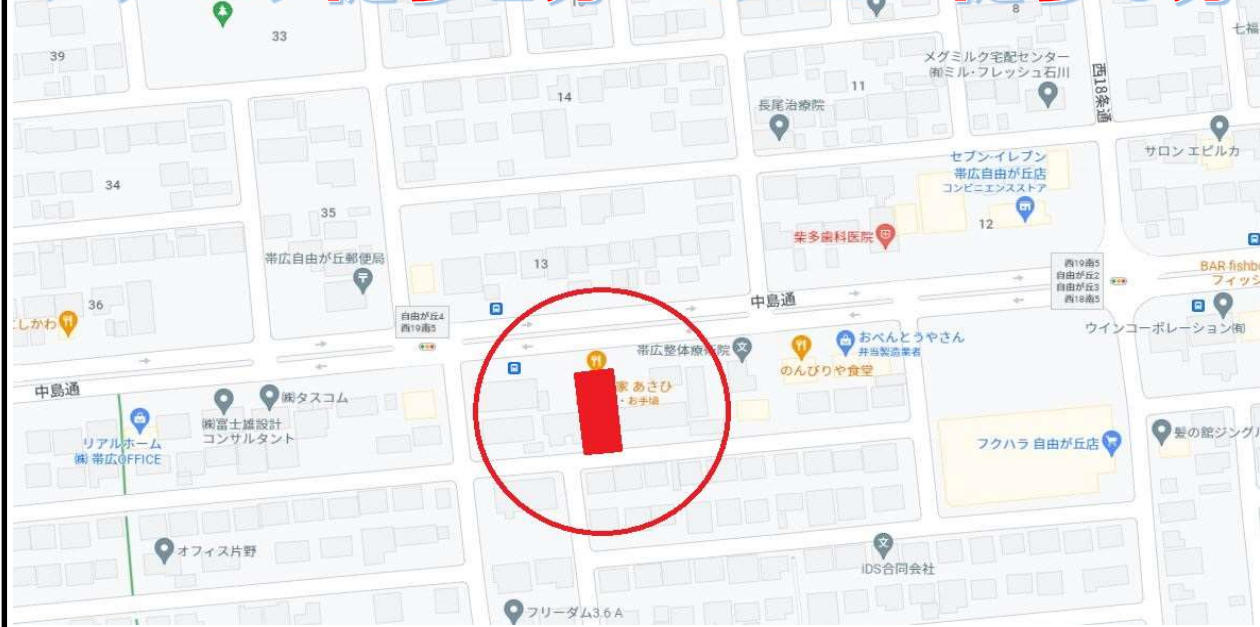 8
七福
33
39
メグミルク宅配センター
㈲ミル・フレッシュ石川
西18条通
14
11
長尾治療院
サロン エピルカ
セブン-イレブン
帯広自由が丘店
コンビニエンスストア
34
35
12
柴多歯科医院
帯広自由が丘郵便局
13
西19南5
自由が丘2
自由が丘3
西18南5
BAR fishb
フィッシ
36
中島通
こしかわ
自由が丘4
西19南5
ウインコーポレーション㈲
おべんとうやさん
弁当製造業者
帯広整体療術院
のんびりや食堂
中島通
家 あさひ
・お手頃
㈱タスコム
㈱富士雄設計
コンサルタント
リアルホーム
㈱ 帯広OFFICE
フクハラ 自由が丘店
髪の館ジングル
オフィス片野
iDS合同会社
フリーダム3.6 A